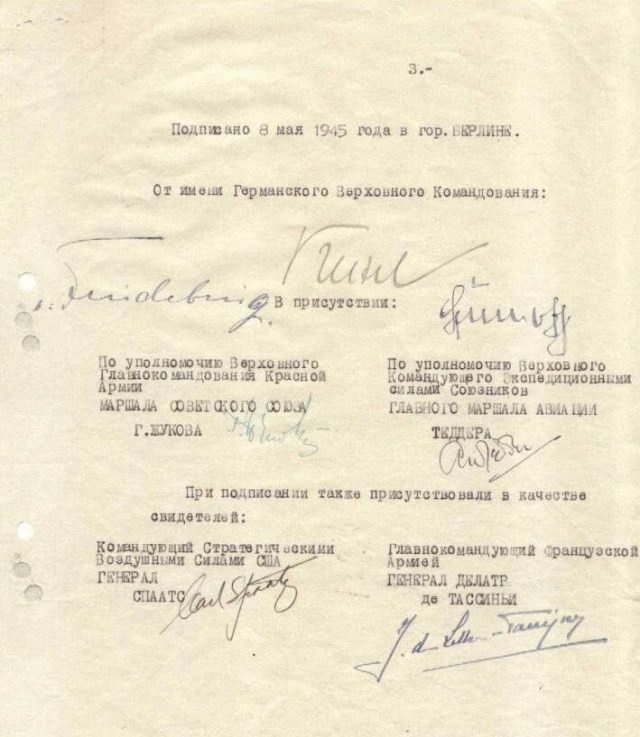 3.-
Подписано 8 мая 1945 года в гор. БЕРЛИНЕ.
От имени Германского Верховного Командования:
В присутствии:
По уполномочию Верховного
Главнокомандования Красной
Армии
МАРШАЛА СОВЕТСКОГО СОЮЗА
Г.ЖУКОВА
По уполномочию Верховного
Командующего Экспедиционными
силами Союзников
ГЛАВНОГО МАРШАЛА АВИАЦИИ
ТЕДДЕРА
При подписании также присутствовали в качестве
свидетелей:
Командующий Стратегическими
Воздушными Силами США
ГЕНЕРАЛ
СПААТС
Carl Spaatz
Главнокомандующий Французской
Армией
ГЕНЕРАЛ ДЕЛАТР
де ТАССИНЬИ